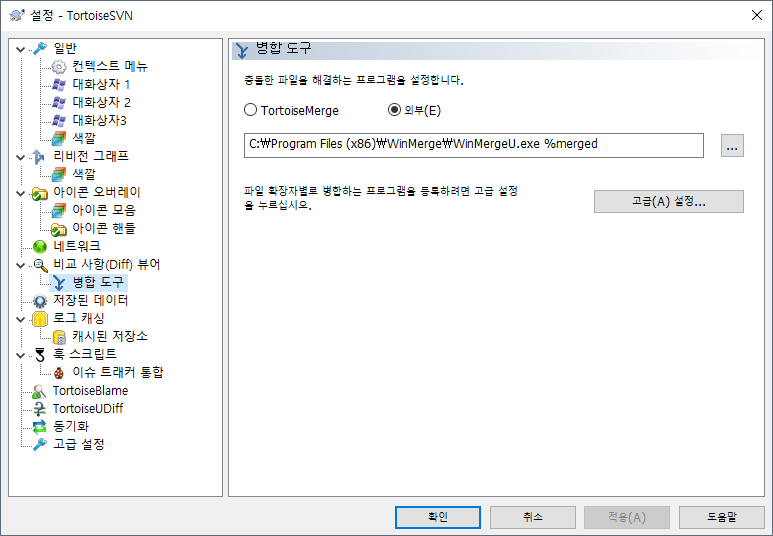 설정 - TortoiseSVN
일반
컨텍스트 메뉴
대화상자 1
대화상자 2
대화상자3
색깔
리비전 그래프
색깔
아이콘 오버레이
아이콘 모음
아이콘 핸들
네트워크
비교 사항(Diff) 뷰어
병합 도구
저장된 데이터
로그 캐싱
캐시된 저장소
훅 스크립트
이슈 트래커 통합
TortoiseBlame
TortoiseUDiff
동기화
고급 설정
병합 도구
충돌한 파일을 해결하는 프로그램을 설정합니다.
TortoiseMerge
외부(E)
C:₩Program Files (x86)₩WinMerge₩WinMergeU.exe %merged
...
파일 확장자별로 병합하는 프로그램을 등록하려면 고급 설정
을 누르십시오.
고급(A) 설정...
확인
취소
적용(A)
도움말